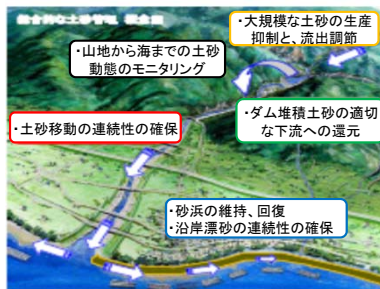 総合的な土砂管理 概念図
・大規模な土砂の生産
抑制と、流出調節
・山地から海までの土砂
動態のモニタリング
・ダム堆積土砂の適切
な下流への還元
・土砂移動の連続性の確保
・砂浜の維持、回復
・沿岸漂砂の連続性の確保